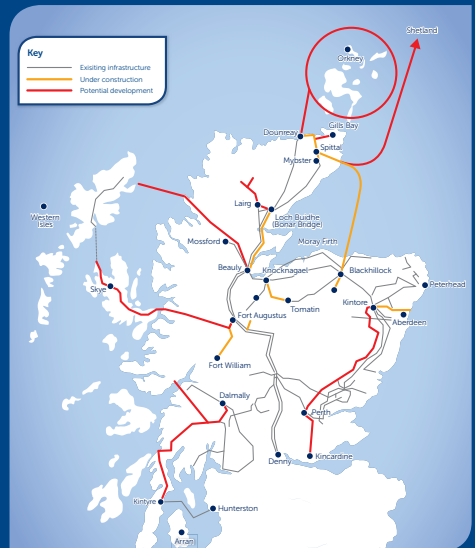 Shetland
Key
Exisiting infrastructure
Under construction
Potential development
Orkney
Gills Bay
Dounreay
Spittal
Mybster
Lairg
Loch Buidhe
(Bonar Bridge)
Western
Isles
Mossford
Moray Firth
Beauly
Knocknagael
Blackhillock
Peterhead
Skye
Kintore
Tomatin
Fort Augustus
Aberdeen
Fort William
Dalmally
Perth
Denny
Kincardine
Kintyre
Hunterston
Arran